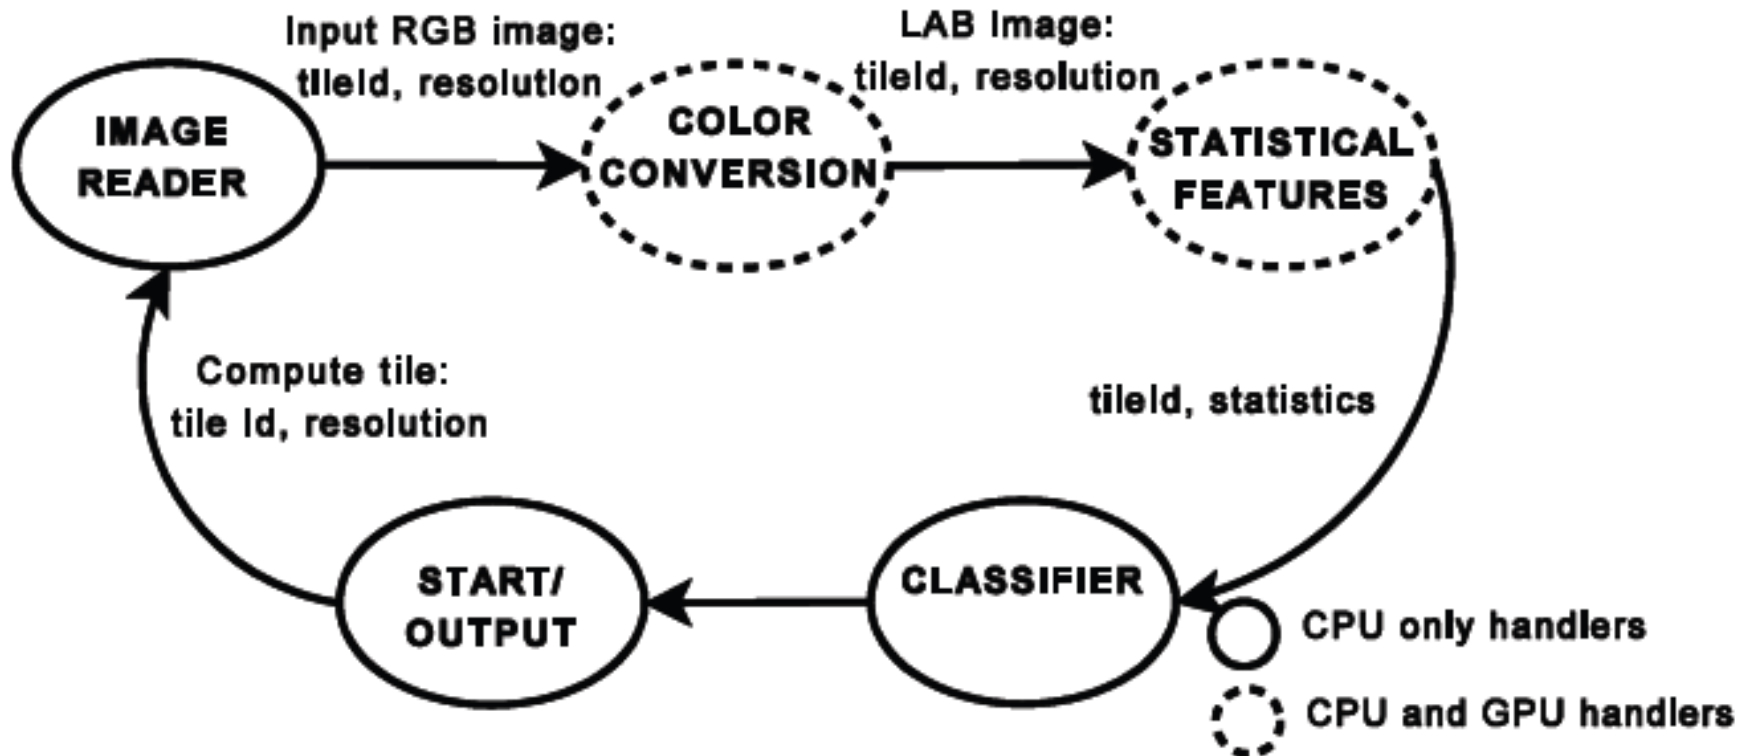 Input RGB image:
tileId, resolution
LAB Image:
tileId, resolution
IMAGE
READER
COLOR
CONVERSION
STATISTICAL
FEATURES
Compute tile:
tile Id, resolution
tileId, statistics
START/
OUTPUT
CLASSIFIER
CPU only handlers
CPU and GPU handlers